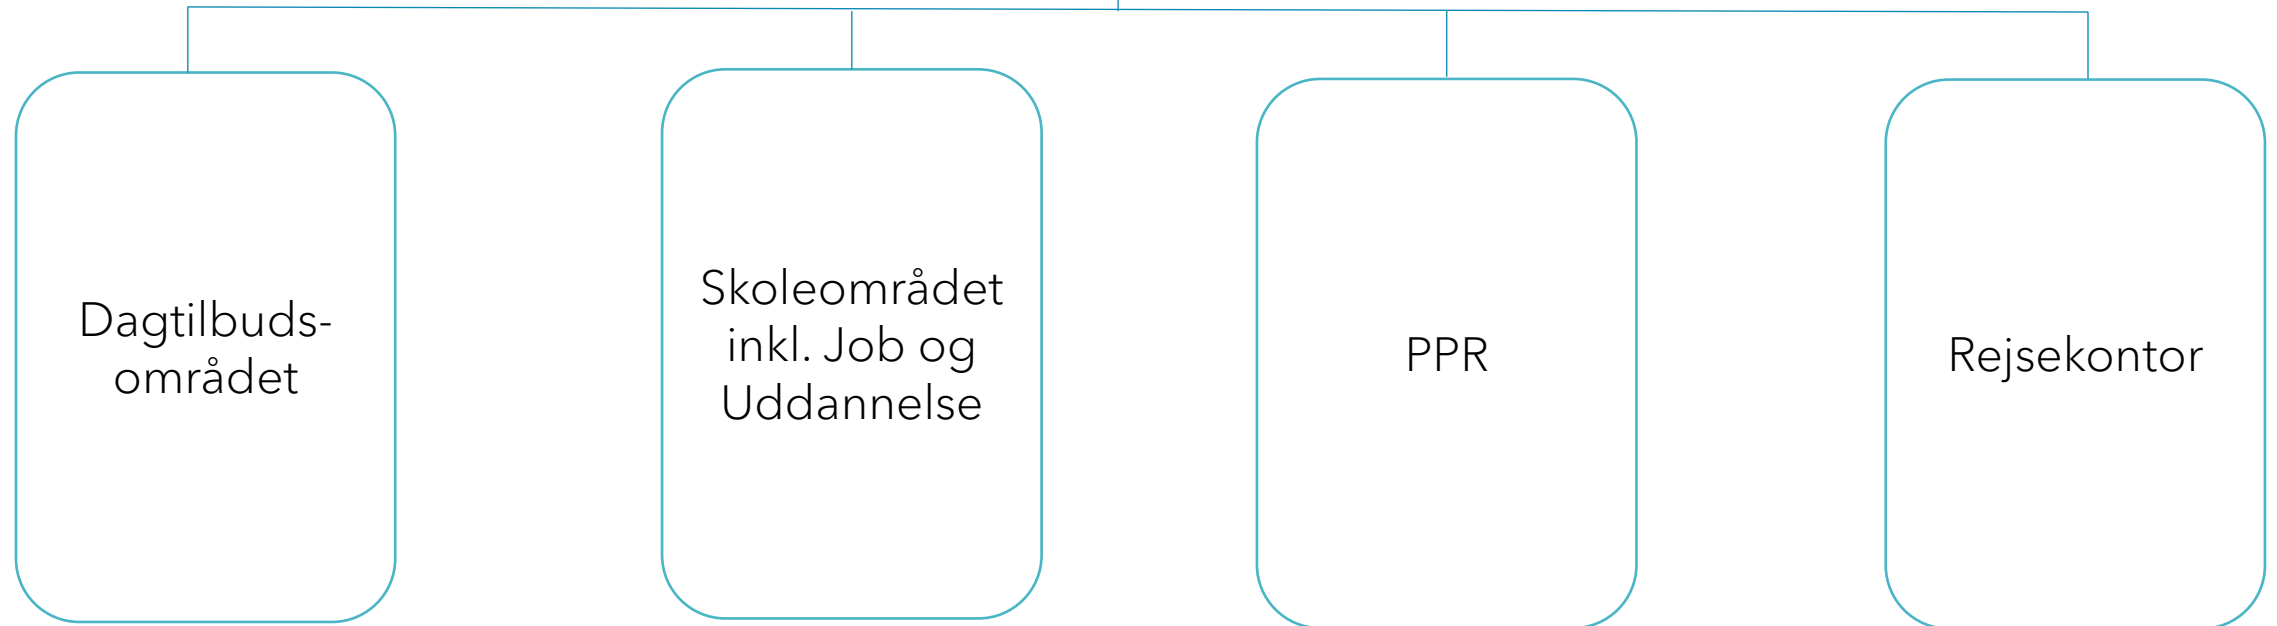 Dagtilbuds-
området
Skoleområdet
inkl. Job og
Uddannelse
PPR
Rejsekontor